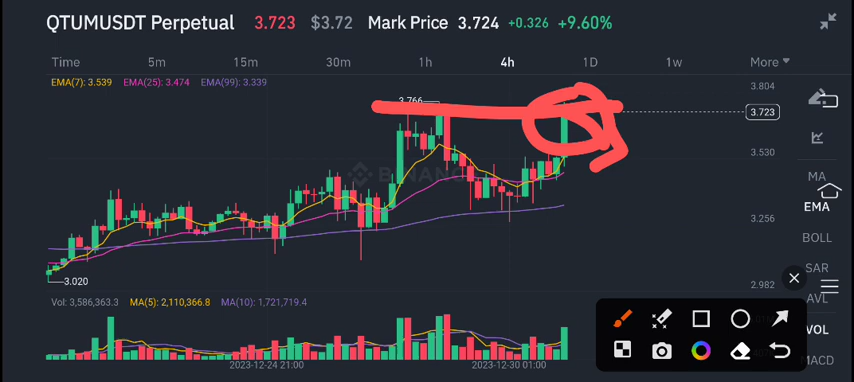 QTUMUSDT Perpetual 3.723 $3.72 Mark Price 3.724 +0.326 +9.60%
Time 5m 15m 30m 1h 4h 1D 1w More
EMA(7): 3.539 EMA(25): 3.474 EMA(99): 3.339
3.804
3.766
3.723
3.530
MA
EMA
3.256
BOLL
SAR
3.020
2.982
AVL
Vol: 3,586,363.3 MA(5): 2,110,366.8 MA(10): 1,721,719.4
VOL
MACD
2023-12-24 21:00 2023-12-30 01:00